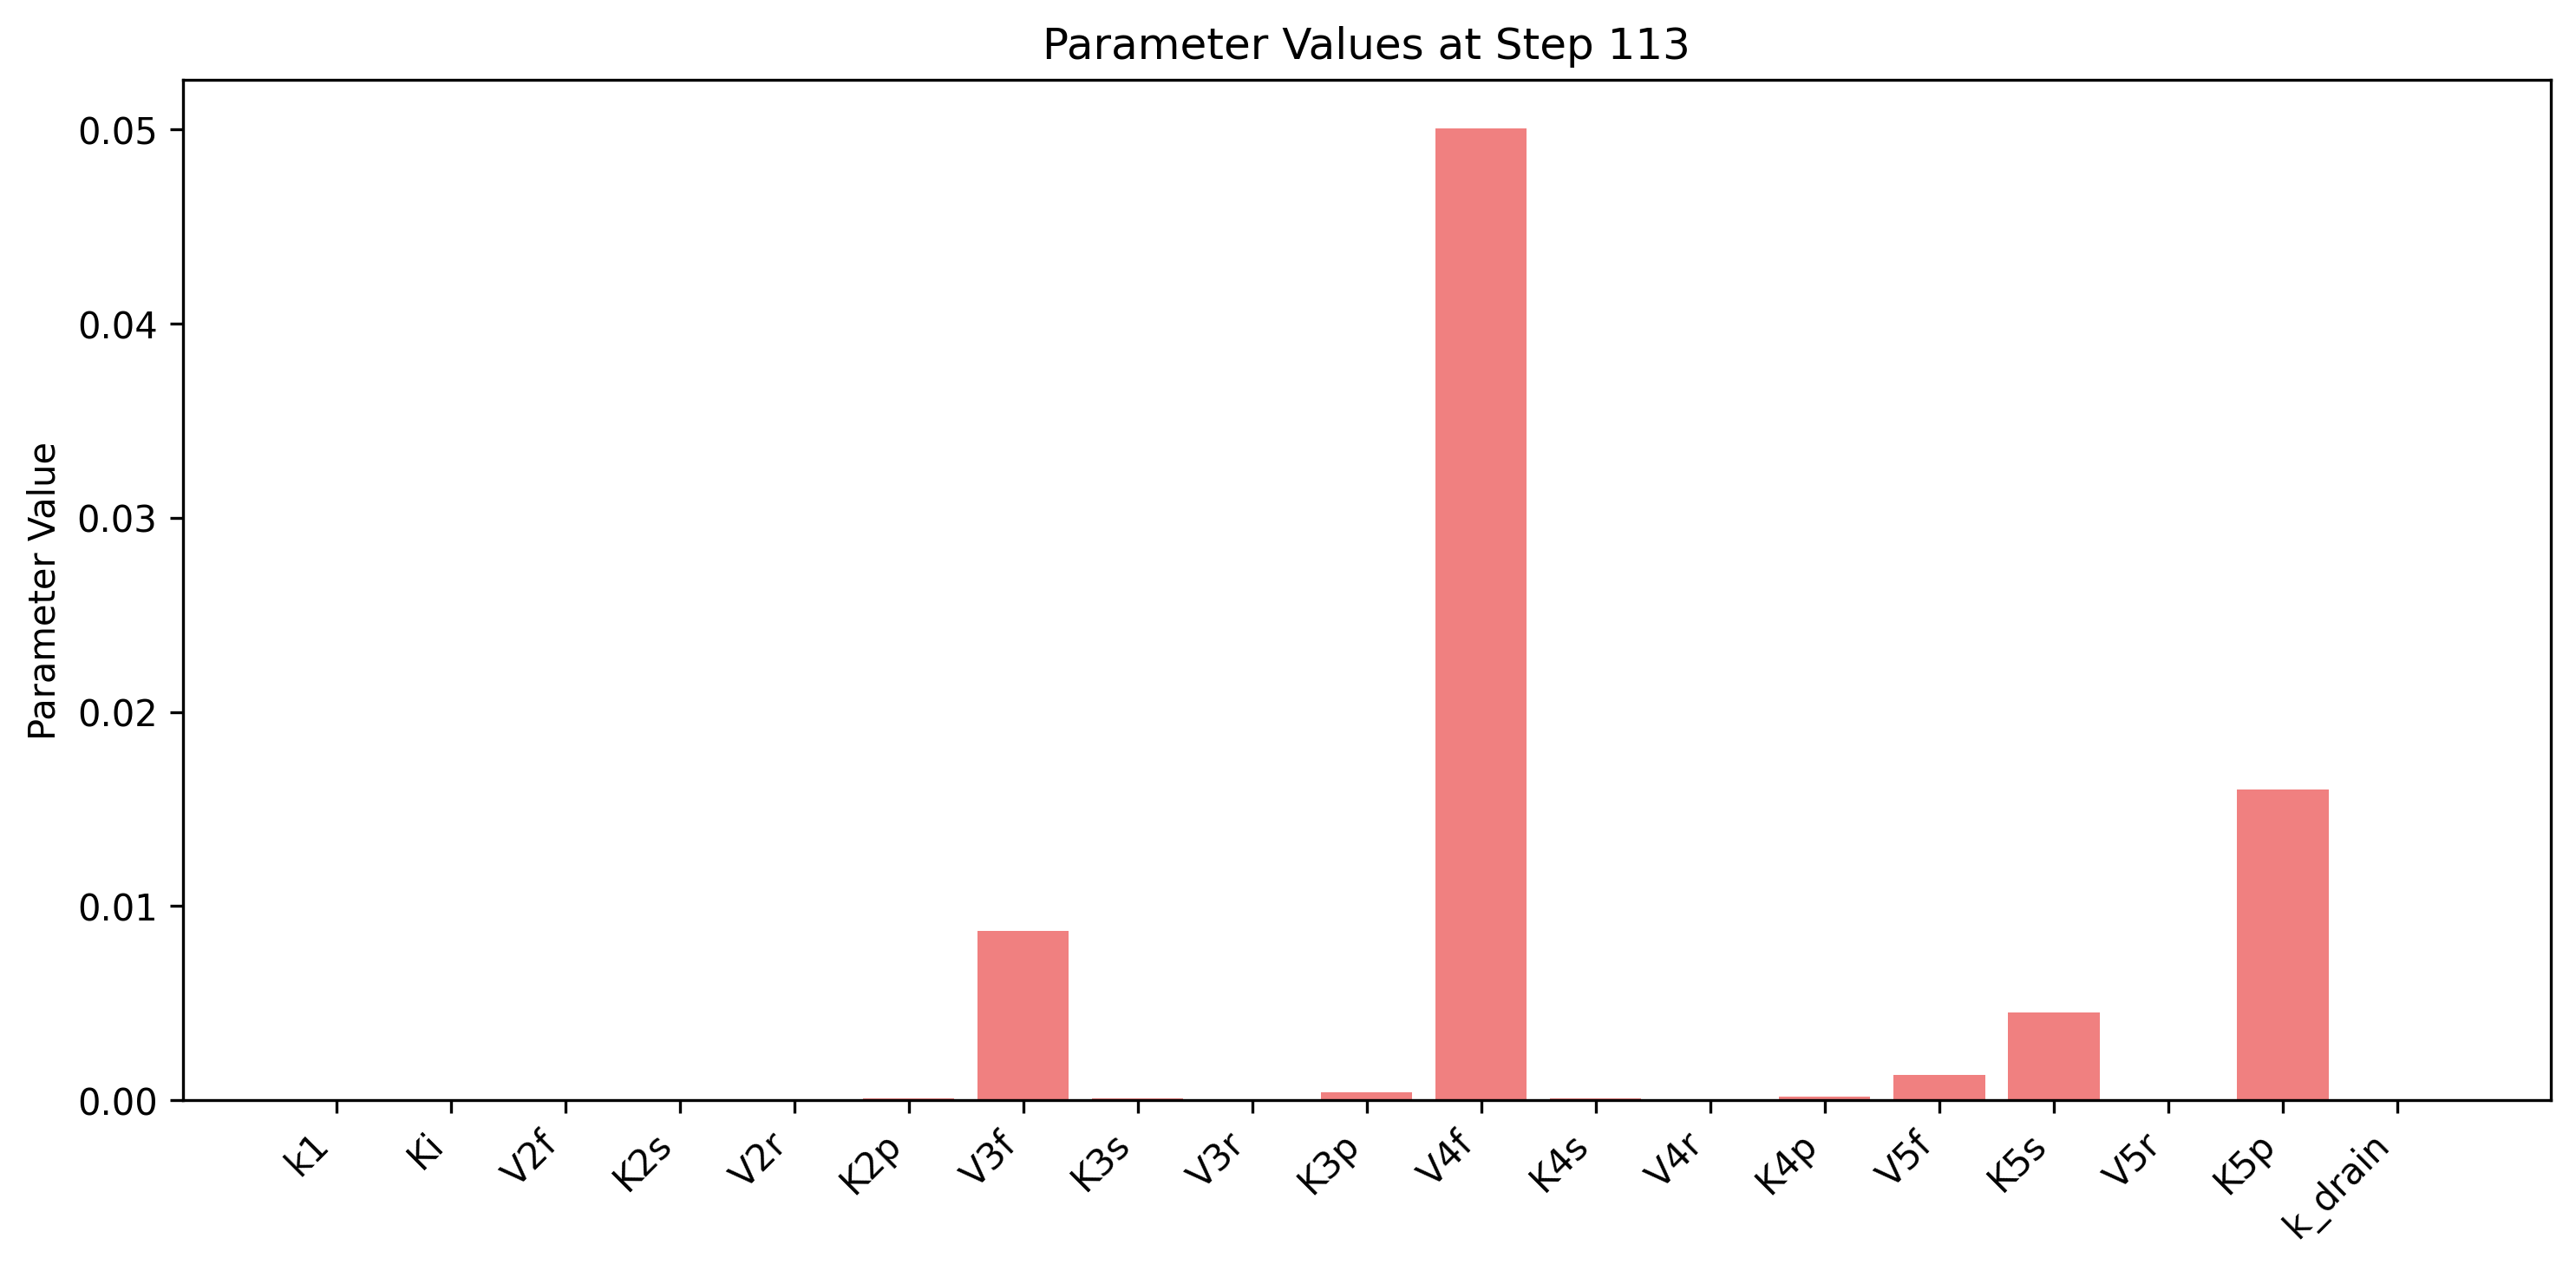 Parameter Values at Step 113
Parameter Value
0.05
0.04
0.03
0.02
0.01
0.00
k1
Ki
V2f
K2s
V2r
K2p
V3f
K3s
V3r
K3p
V4f
K4s
V4r
K4p
V5f
K5s
V5r
K5p
k_drain